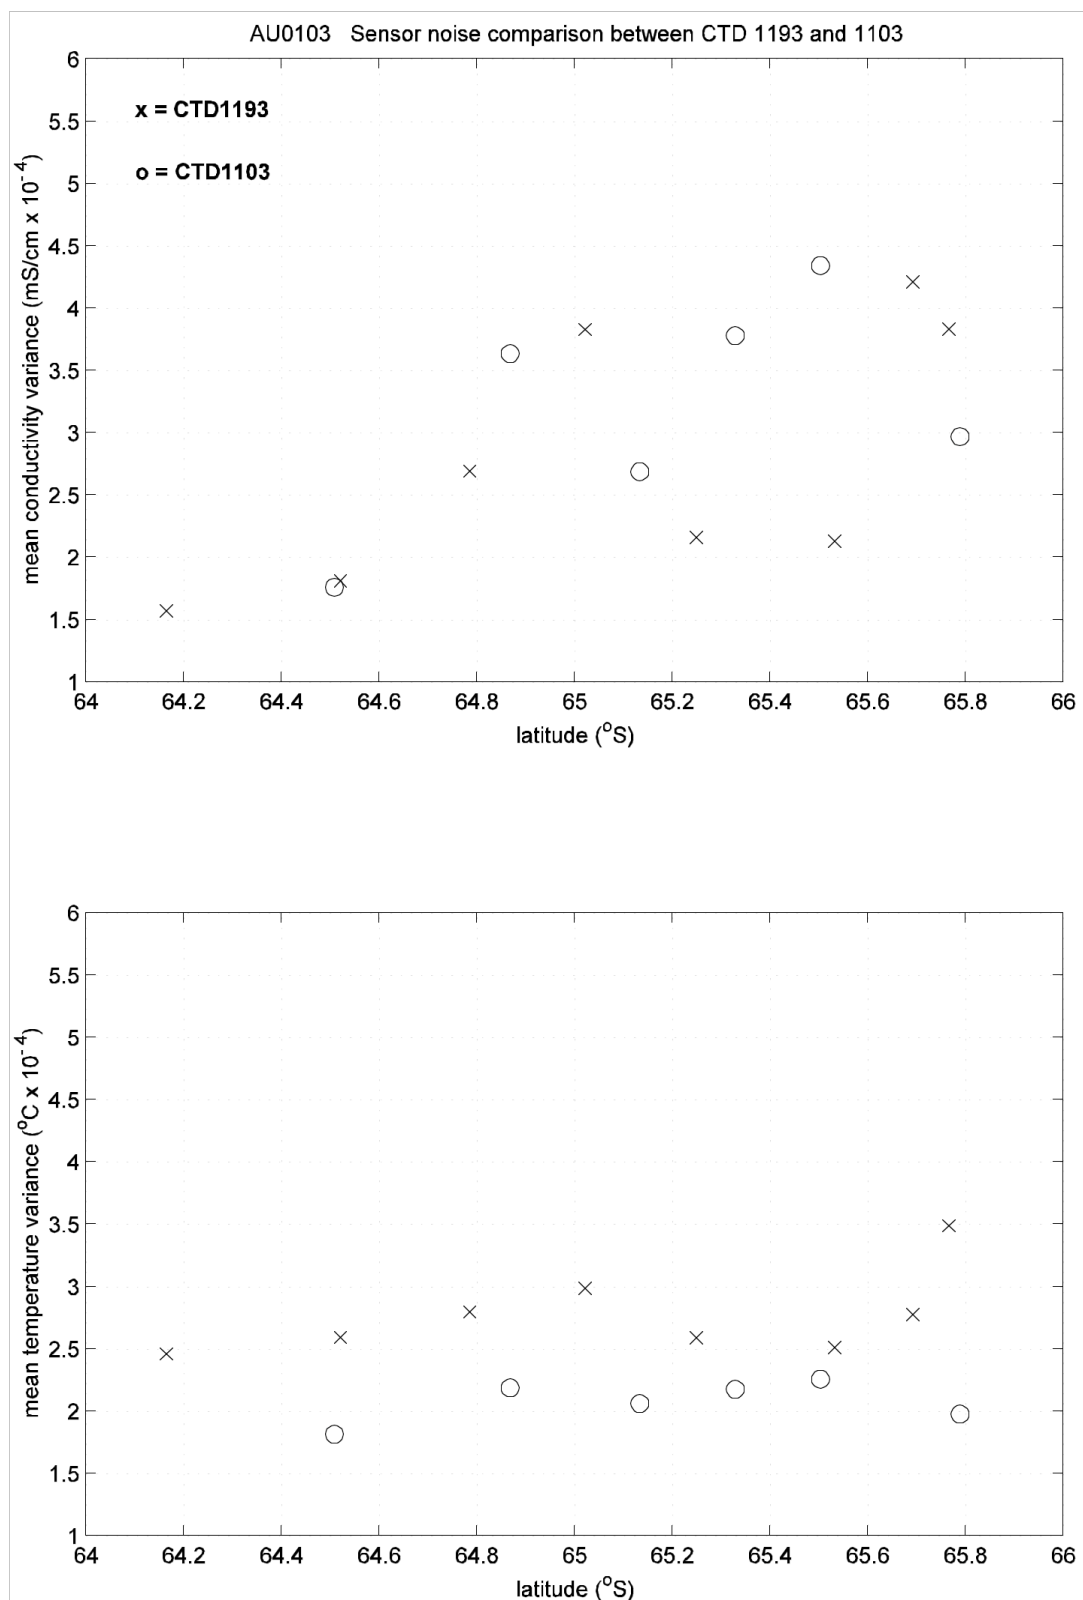 AU0103 Sensor noise comparison between CTD 1193 and 1103
6
5.5
5
4.5
4
3.5
3
2.5
2
1.5
1
mean conductivity variance (mS/cm x 10⁻⁴)
x = CTD1193
o = CTD1103
64 64.2 64.4 64.6 64.8 65 65.2 65.4 65.6 65.8 66
latitude (ᵒS)
6
5.5
5
4.5
4
3.5
3
2.5
2
1.5
1
mean temperature variance (ᵒC x 10⁻⁴)
64 64.2 64.4 64.6 64.8 65 65.2 65.4 65.6 65.8 66
latitude (ᵒS)